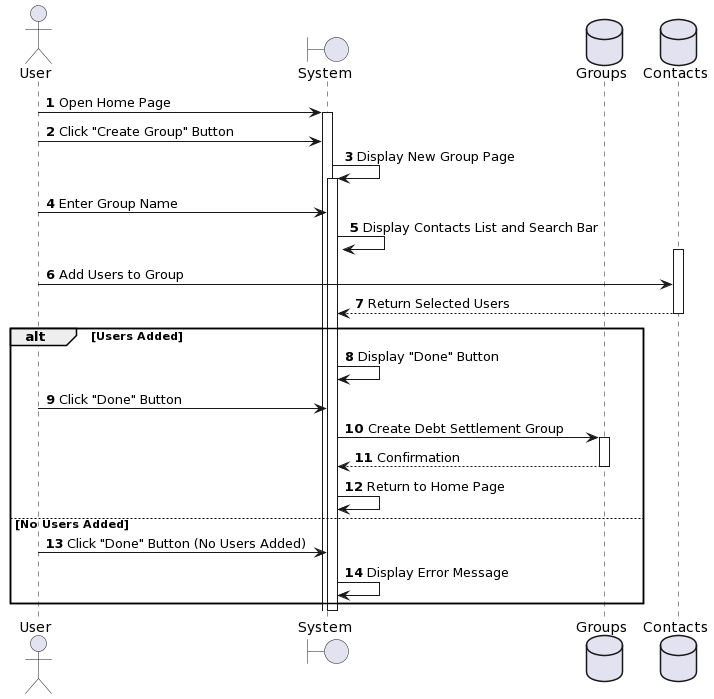 User System Groups Contacts
1 Open Home Page
2 Click "Create Group" Button
3 Display New Group Page
4 Enter Group Name
5 Display Contacts List and Search Bar
6 Add Users to Group
7 Return Selected Users
alt [Users Added]
8 Display "Done" Button
9 Click "Done" Button
10 Create Debt Settlement Group
11 Confirmation
12 Return to Home Page
[No Users Added]
13 Click "Done" Button (No Users Added)
14 Display Error Message
User System Groups Contacts